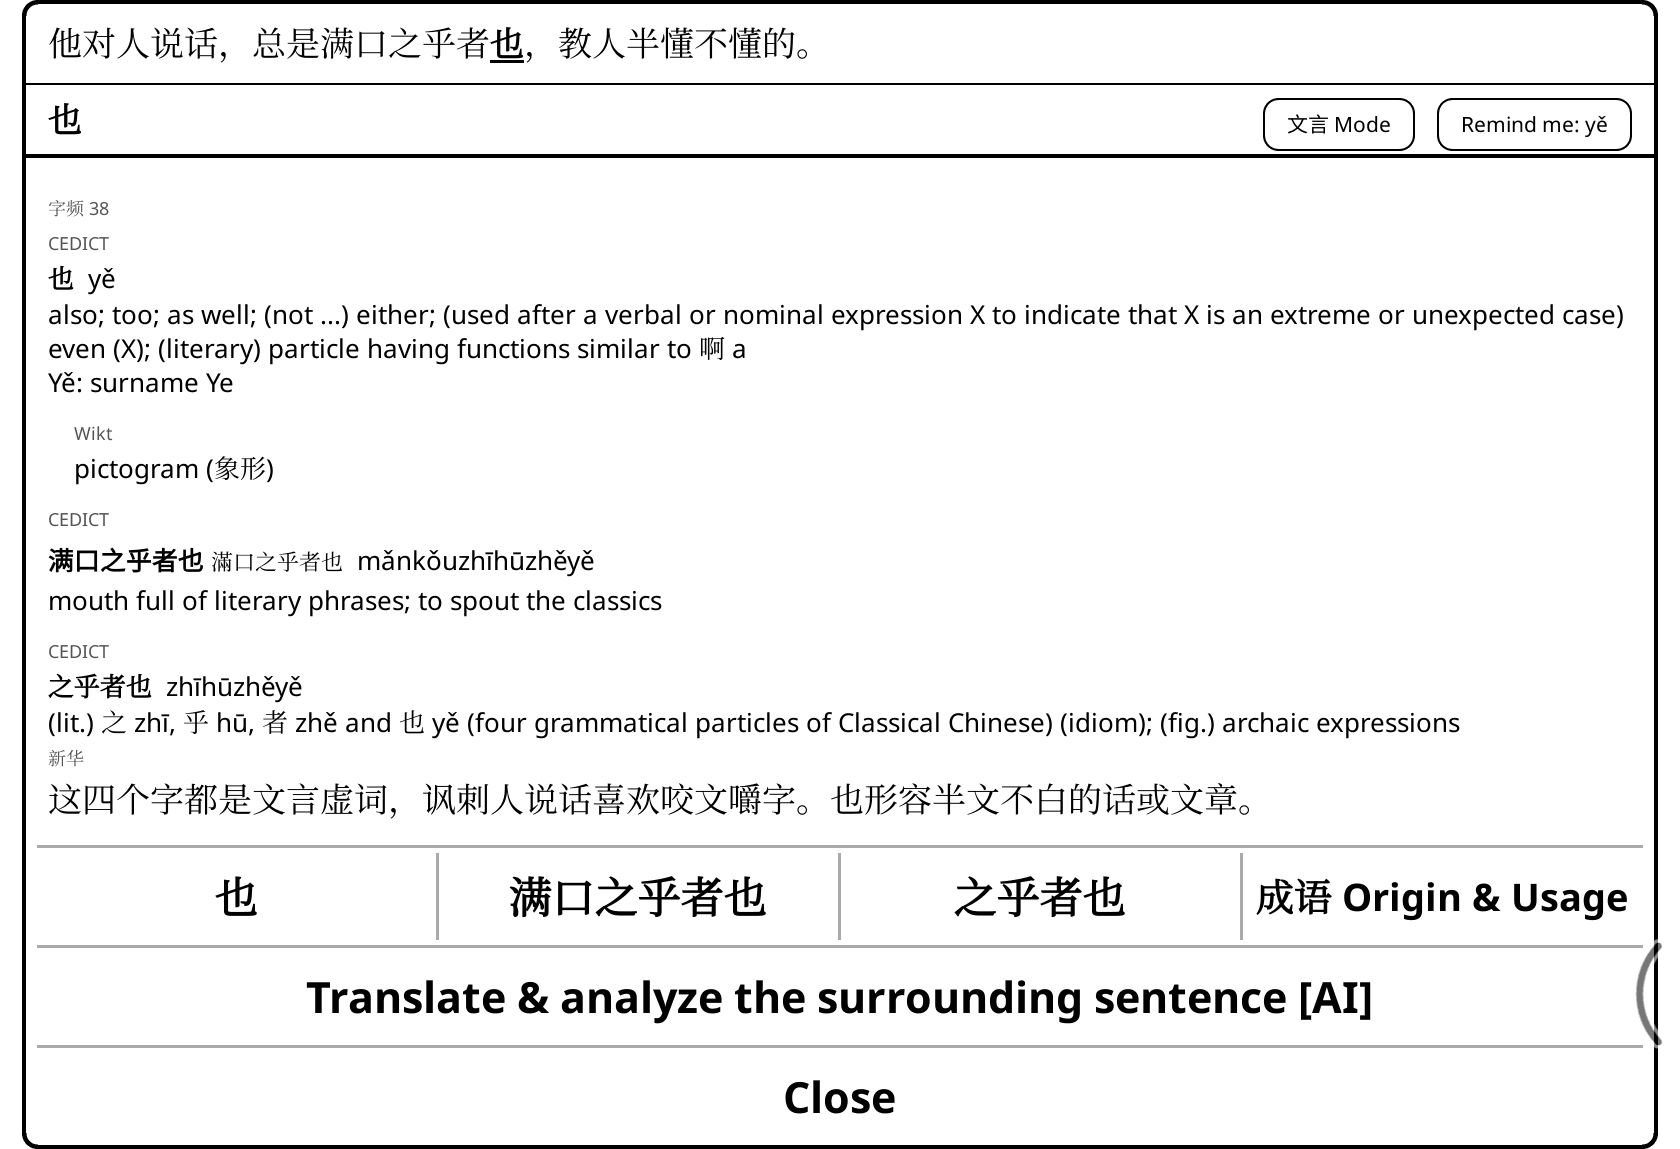 他对人说话，总是满口之乎者也，教人半懂不懂的。
也
文言 Mode
Remind me: yě
字频 38
CEDICT
也 yě
also; too; as well; (not ...) either; (used after a verbal or nominal expression X to indicate that X is an extreme or unexpected case)
even (X); (literary) particle having functions similar to 啊 a
Yě: surname Ye
Wikt
pictogram (象形)
CEDICT
满口之乎者也 滿口之乎者也 mǎnkǒuzhīhūzhěyě
mouth full of literary phrases; to spout the classics
CEDICT
之乎者也 zhīhūzhěyě
(lit.) 之 zhī, 乎 hū, 者 zhě and 也 yě (four grammatical particles of Classical Chinese) (idiom); (fig.) archaic expressions
新华
这四个字都是文言虚词，讽刺人说话喜欢咬文嚼字。也形容半文不白的话或文章。
也
满口之乎者也
之乎者也
成语 Origin & Usage
Translate & analyze the surrounding sentence [AI]
Close